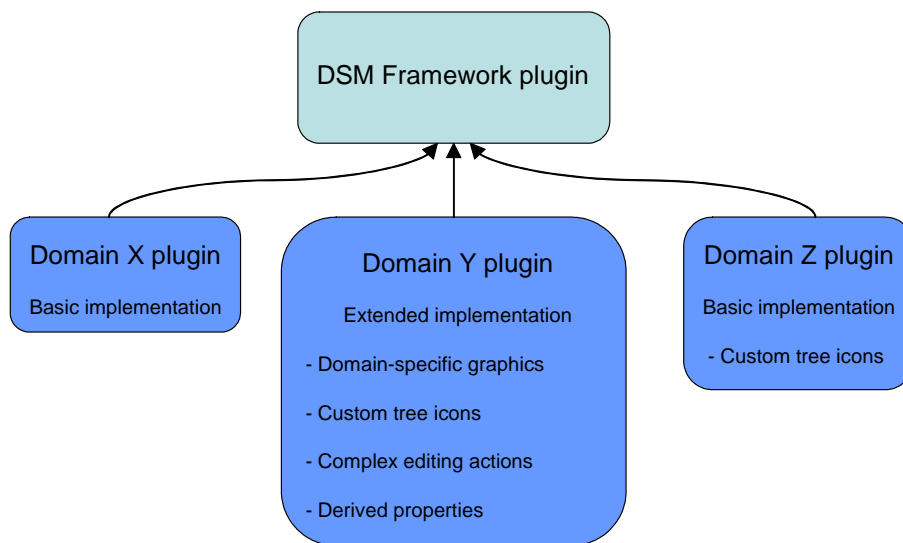 DSM Framework plugin
Domain X plugin
Basic implementation
Domain Y plugin
Extended implementation
- Domain-specific graphics
- Custom tree icons
- Complex editing actions
- Derived properties
Domain Z plugin
Basic implementation
- Custom tree icons